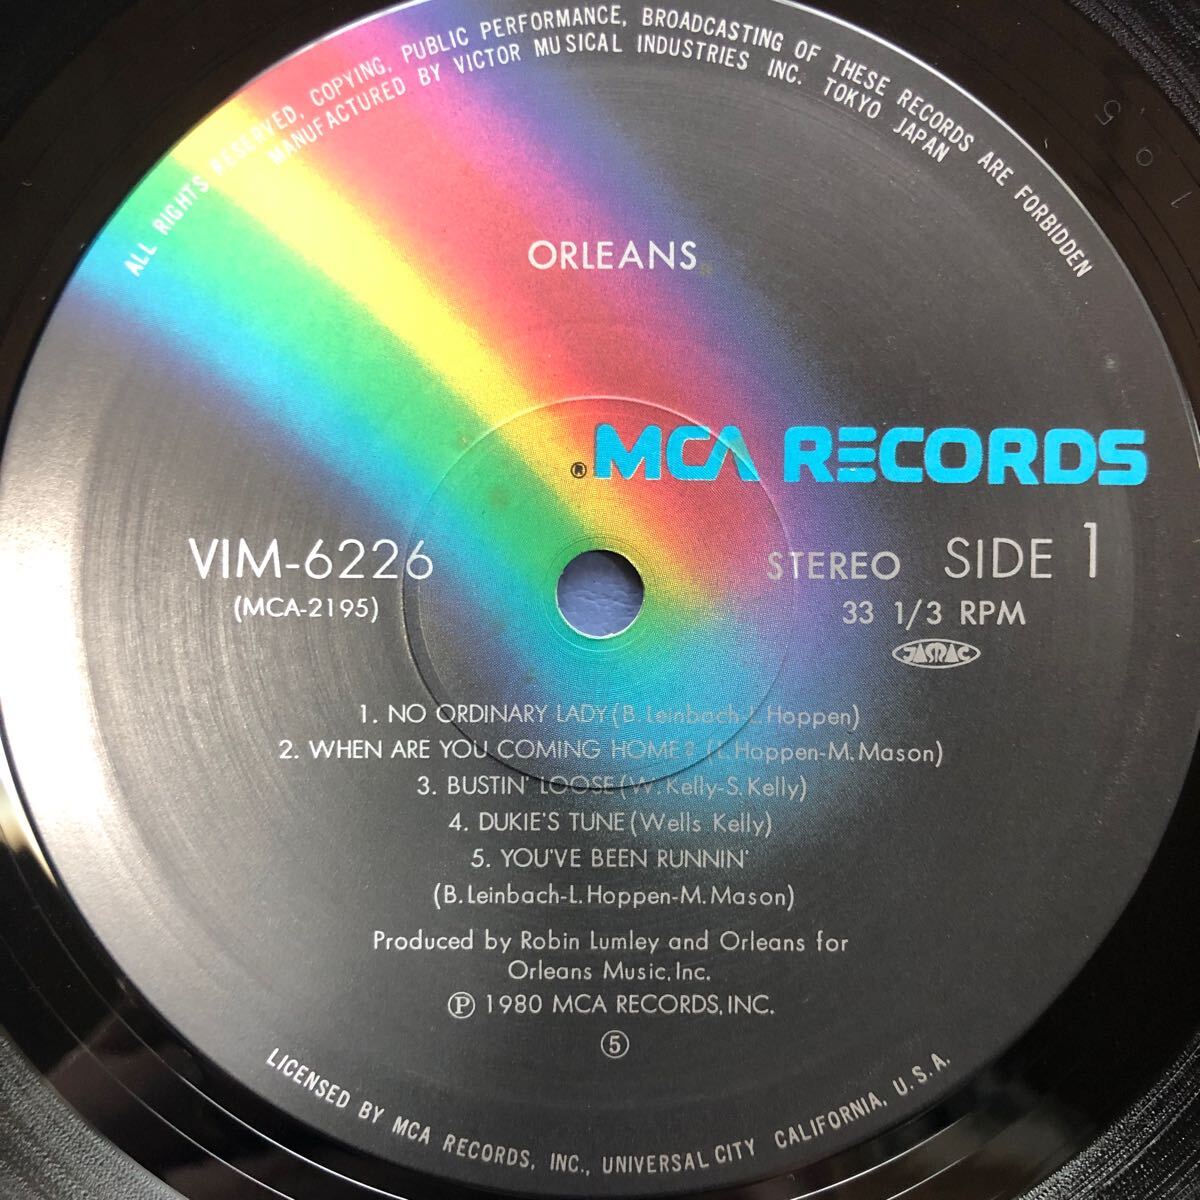 ALL RIGHTS RESERVED, COPYING, PUBLIC PERFORMANCE, BROADCASTING OF THESE RECORDS ARE FORBIDDEN
MANUFACTURED BY VICTOR MUSICAL INDUSTRIES INC. TOKYO JAPAN
ORLEANS
® MCA RECORDS
VIM-6226
(MCA-2195)
STEREO SIDE 1
33 1/3 RPM
JASRAC
1. NO ORDINARY LADY (B. Leinbach-L. Hoppen)
2. WHEN ARE YOU COMING HOME? (L. Hoppen-M. Mason)
3. BUSTIN' LOOSE (W. Kelly-S. Kelly)
4. DUKIE'S TUNE (Wells Kelly)
5. YOU'VE BEEN RUNNIN'
(B. Leinbach-L. Hoppen-M. Mason)
Produced by Robin Lumley and Orleans for
Orleans Music, Inc.
Ⓟ 1980 MCA RECORDS, INC.
⑤
LICENSED BY MCA RECORDS, INC., UNIVERSAL CITY CALIFORNIA, U.S.A.